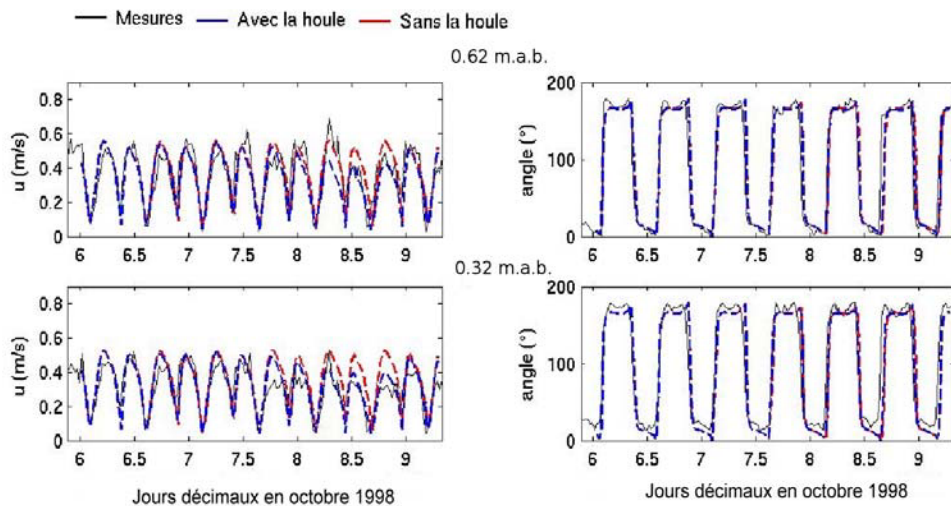 Mesures Avec la houle Sans la houle
0.62 m.a.b.
u (m/s)
0.8
0.6
0.4
0.2
0
6 6.5 7 7.5 8 8.5 9
angle (°)
200
100
0
6 6.5 7 7.5 8 8.5 9
0.32 m.a.b.
u (m/s)
0.8
0.6
0.4
0.2
0
6 6.5 7 7.5 8 8.5 9
Jours décimaux en octobre 1998
angle (°)
200
100
0
6 6.5 7 7.5 8 8.5 9
Jours décimaux en octobre 1998